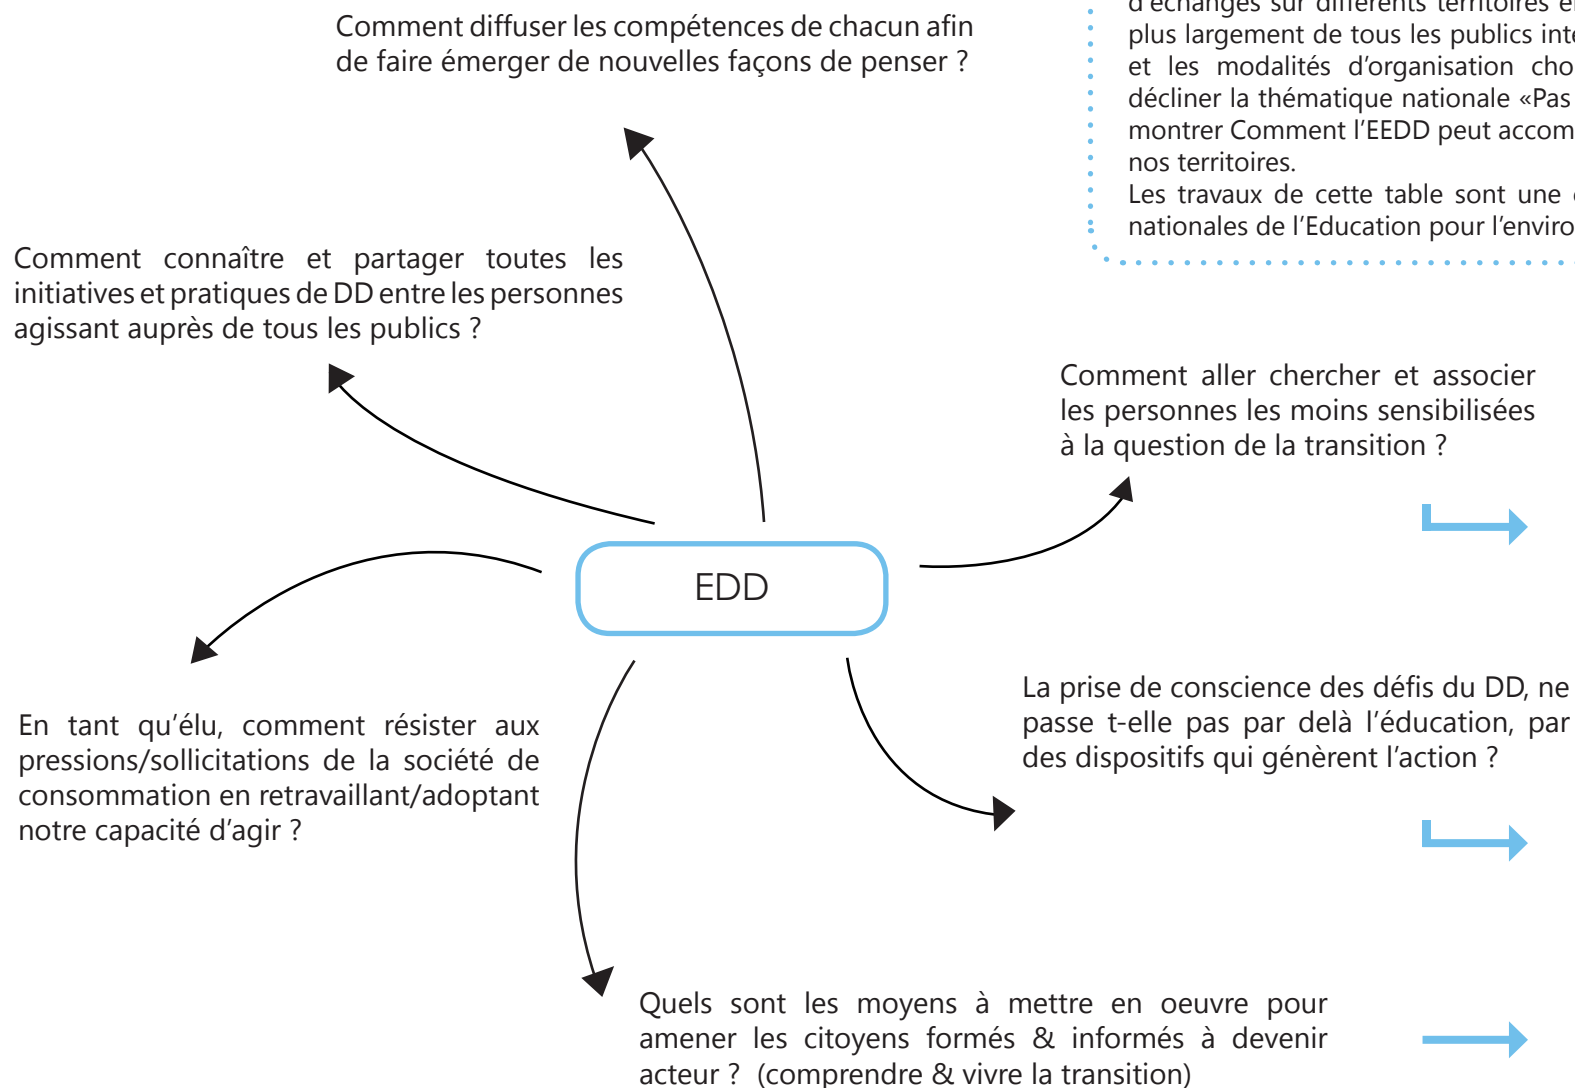 Comment diffuser les compétences de chacun afin
de faire émerger de nouvelles façons de penser ?
d'échanges sur différents territoires
plus largement de tous les publics
et les modalités d'organisation
décliner la thématique nationale «Pas
montrer Comment l'EEDD peut
nos territoires.
Les travaux de cette table sont une
nationales de l'Education pour
Comment connaître et partager toutes les
initiatives et pratiques de DD entre les personnes
agissant auprès de tous les publics ?
Comment aller chercher et associer
les personnes les moins sensibilisées
à la question de la transition ?
EDD
La prise de conscience des défis du DD, ne
passe t-elle pas par delà l'éducation, par
des dispositifs qui génèrent l'action ?
En tant qu'élu, comment résister aux
pressions/sollicitations de la société de
consommation en retravaillant/adoptant
notre capacité d'agir ?
Quels sont les moyens à mettre en oeuvre pour
amener les citoyens formés & informés à devenir
acteur ? (comprendre & vivre la transition)